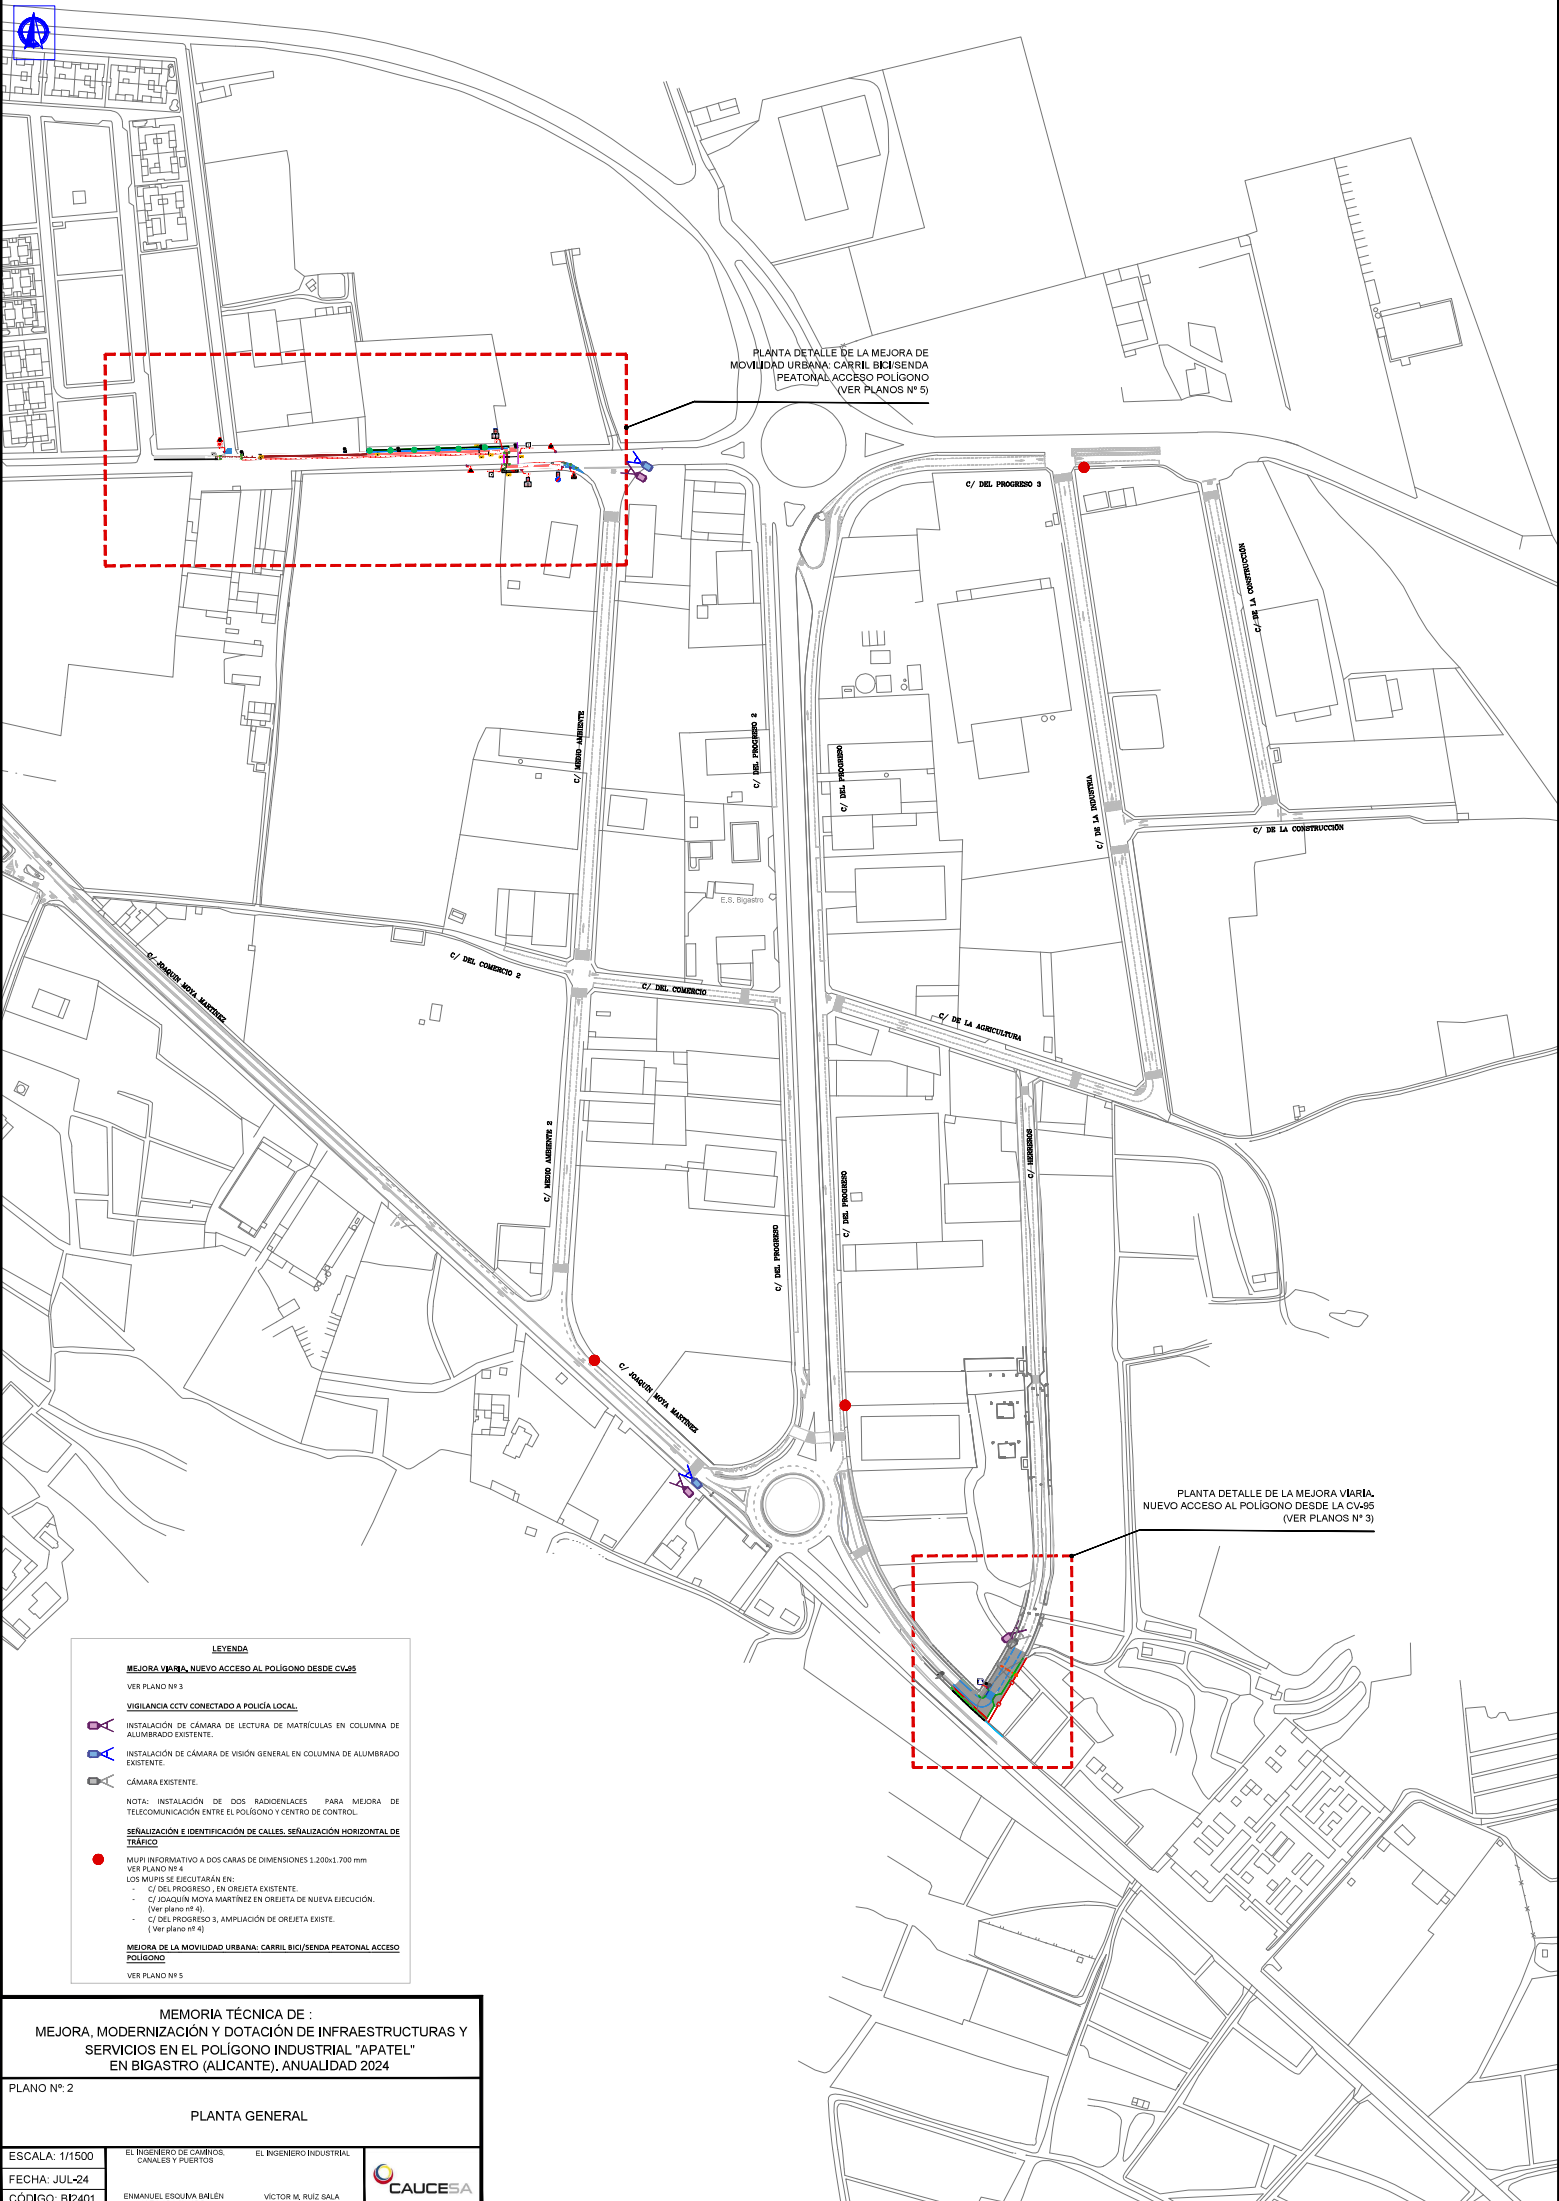 PLANTA DETALLE DE LA MEJORA DE
MOVILIDAD URBANA: CARRIL BICI/SENDA
PEATONAL ACCESO POLÍGONO
(VER PLANOS Nº 5)
C/ DEL PROGRESO 3
C/ DE LA CONSTRUCCIÓN
C/ MEDIO AMBIENTE
C/ DEL PROGRESO 2
C/ DEL PROGRESO
C/ DE LA INDUSTRIA
C/ DE LA CONSTRUCCIÓN
E.S. Bigastro
C/ JOAQUÍN MOYA MARTÍNEZ
C/ DEL COMERCIO 2
C/ DEL COMERCIO
C/ DE LA AGRICULTURA
C/ MEDIO AMBIENTE 2
C/ HERREROS
C/ DEL PROGRESO
C/ DEL PROGRESO
C/ JOAQUÍN MOYA MARTÍNEZ
PLANTA DETALLE DE LA MEJORA VIARIA.
NUEVO ACCESO AL POLÍGONO DESDE LA CV-95
(VER PLANOS Nº 3)
LEYENDA
MEJORA VIARIA. NUEVO ACCESO AL POLÍGONO DESDE CV-95
VER PLANO Nº 3
VIGILANCIA CCTV CONECTADO A POLICÍA LOCAL.
INSTALACIÓN DE CÁMARA DE LECTURA DE MATRÍCULAS EN COLUMNA DE
ALUMBRADO EXISTENTE.
INSTALACIÓN DE CÁMARA DE VISIÓN GENERAL EN COLUMNA DE ALUMBRADO
EXISTENTE.
CÁMARA EXISTENTE.
NOTA: INSTALACIÓN DE DOS RADIOENLACES PARA MEJORA DE
TELECOMUNICACIÓN ENTRE EL POLÍGONO Y CENTRO DE CONTROL.
SEÑALIZACIÓN E IDENTIFICACIÓN DE CALLES. SEÑALIZACIÓN HORIZONTAL DE
TRÁFICO
MUPI INFORMATIVO A DOS CARAS DE DIMENSIONES 1.200x1.700 mm
VER PLANO Nº 4
LOS MUPIS SE EJECUTARÁN EN:
- C/ DEL PROGRESO , EN OREJETA EXISTENTE.
- C/ JOAQUÍN MOYA MARTÍNEZ EN OREJETA DE NUEVA EJECUCIÓN.
(Ver plano nº 4).
- C/ DEL PROGRESO 3, AMPLIACIÓN DE OREJETA EXISTE.
( Ver plano nº 4)
MEJORA DE LA MOVILIDAD URBANA: CARRIL BICI/SENDA PEATONAL ACCESO
POLÍGONO
VER PLANO Nº 5
MEMORIA TÉCNICA DE :
MEJORA, MODERNIZACIÓN Y DOTACIÓN DE INFRAESTRUCTURAS Y
SERVICIOS EN EL POLÍGONO INDUSTRIAL "APATEL"
EN BIGASTRO (ALICANTE). ANUALIDAD 2024
PLANO Nº: 2
PLANTA GENERAL
ESCALA: 1/1500
FECHA: JUL-24
CÓDIGO: BI2401
EL INGENIERO DE CAMINOS,
CANALES Y PUERTOS
EL INGENIERO INDUSTRIAL
ENMANUEL ESQUIVA BAILÉN
VÍCTOR M. RUÍZ SALA
CAUCESA